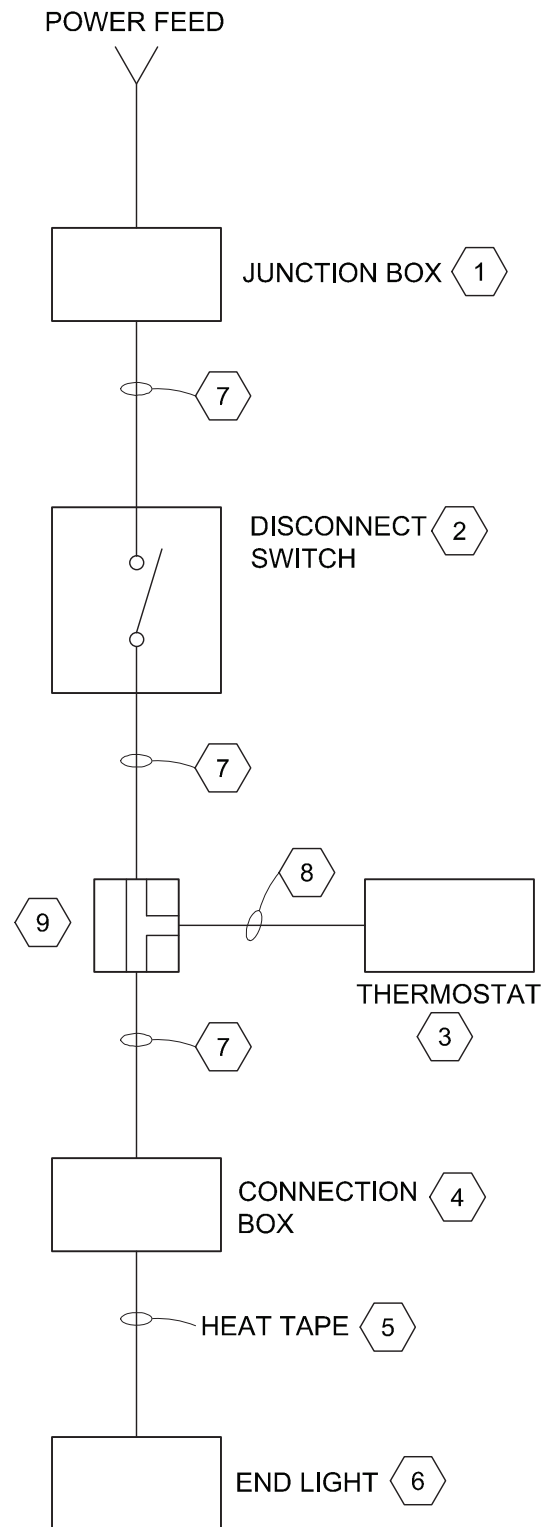 POWER FEED
JUNCTION BOX 1
7
DISCONNECT 2
SWITCH
7
8
9
THERMOSTAT
3
7
CONNECTION 4
BOX
HEAT TAPE 5
END LIGHT 6